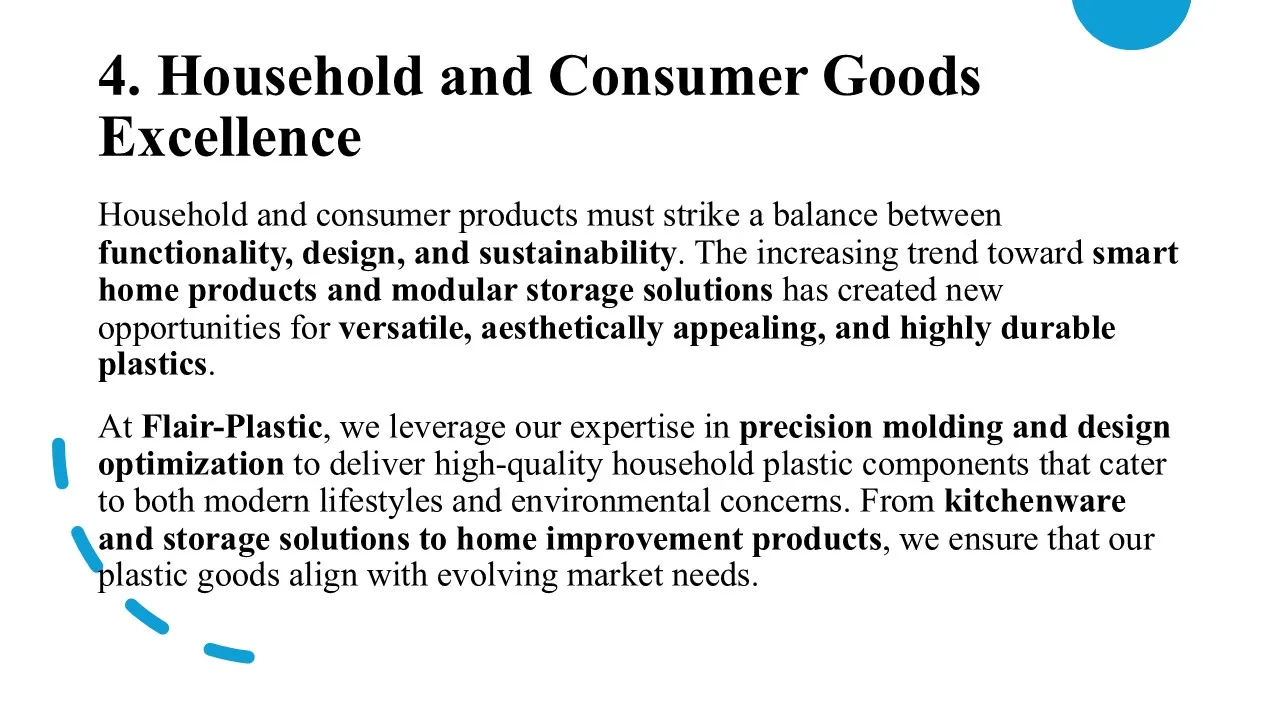 4. Household and Consumer Goods
Excellence
Household and consumer products must strike a balance between
functionality, design, and sustainability. The increasing trend toward smart
home products and modular storage solutions has created new
opportunities for versatile, aesthetically appealing, and highly durable
plastics.
At Flair-Plastic, we leverage our expertise in precision molding and design
optimization to deliver high-quality household plastic components that cater
to both modern lifestyles and environmental concerns. From kitchenware
and storage solutions to home improvement products, we ensure that our
plastic goods align with evolving market needs.